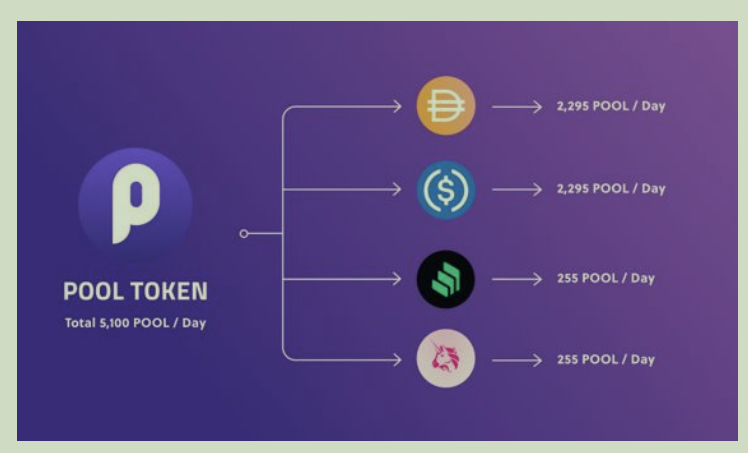 POOL TOKEN
Total 5,100 POOL / Day
2,295 POOL / Day
2,295 POOL / Day
255 POOL / Day
255 POOL / Day